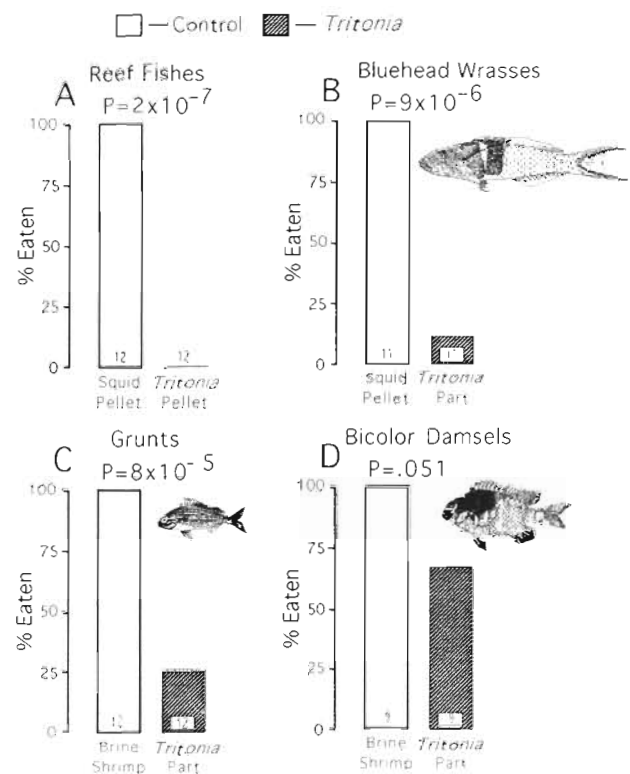 Control Tritonia
A Reef Fishes
P=2x10-7
100
75
50
25
0
% Eaten
12 12
Squid Tritonia
Pellet Pellet
B Bluehead Wrasses
P=9x10-6
100
75
50
25
0
% Eaten
11
Squid Tritonia
Pellet Part
C Grunts
P=8x10-5
100
75
50
25
0
% Eaten
12 12
Brine Tritonia
Shrimp Part
D Bicolor Damsels
P=.051
100
75
50
25
0
% Eaten
9 9
Brine Tritonia
Shrimp Part